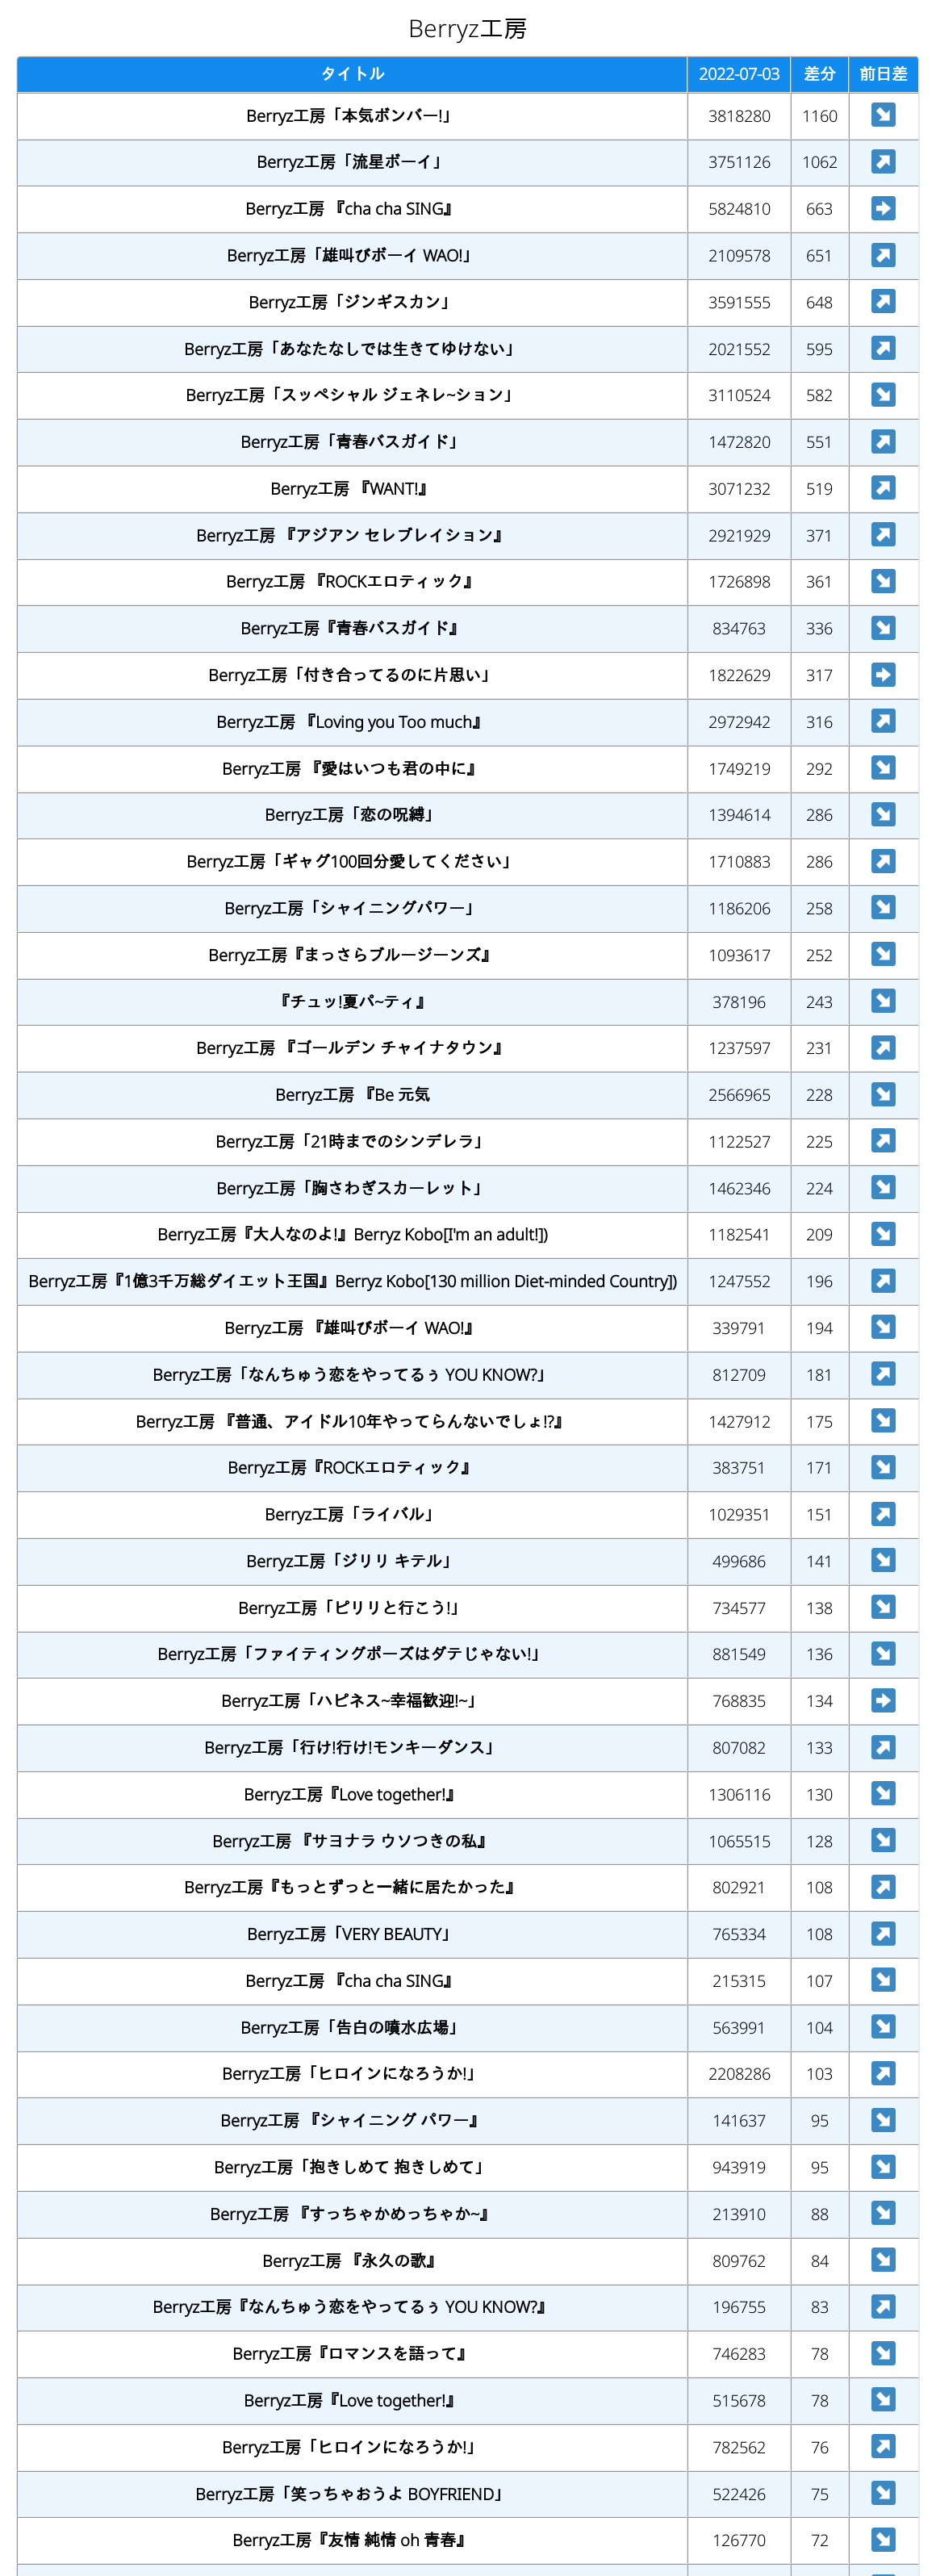 Berryz工房
タイトル 2022-07-03 差分 前日差
Berryz工房「本気ボンバー!」 3818280 1160 ↘
Berryz工房「流星ボーイ」 3751126 1062 ↗
Berryz工房 『cha cha SING』 5824810 663 ➡
Berryz工房「雄叫びボーイ WAO!」 2109578 651 ↗
Berryz工房「ジンギスカン」 3591555 648 ↗
Berryz工房「あなたなしでは生きてゆけない」 2021552 595 ↗
Berryz工房「スッペシャル ジェネレ~ション」 3110524 582 ↘
Berryz工房「青春バスガイド」 1472820 551 ↗
Berryz工房 『WANT!』 3071232 519 ↗
Berryz工房 『アジアン セレブレイション』 2921929 371 ↗
Berryz工房 『ROCKエロティック』 1726898 361 ↘
Berryz工房『青春バスガイド』 834763 336 ↘
Berryz工房「付き合ってるのに片思い」 1822629 317 ➡
Berryz工房 『Loving you Too much』 2972942 316 ↗
Berryz工房 『愛はいつも君の中に』 1749219 292 ↘
Berryz工房「恋の呪縛」 1394614 286 ↘
Berryz工房「ギャグ100回分愛してください」 1710883 286 ↗
Berryz工房「シャイニングパワー」 1186206 258 ↘
Berryz工房『まっさらブルージーンズ』 1093617 252 ↘
『チュッ!夏パ~ティ』 378196 243 ↘
Berryz工房 『ゴールデン チャイナタウン』 1237597 231 ↗
Berryz工房 『Be 元気 2566965 228 ↘
Berryz工房「21時までのシンデレラ」 1122527 225 ↗
Berryz工房「胸さわぎスカーレット」 1462346 224 ↘
Berryz工房『大人なのよ!』Berryz Kobo[I'm an adult!]) 1182541 209 ↘
Berryz工房『1億3千万総ダイエット王国』Berryz Kobo[130 million Diet-minded Country]) 1247552 196 ↗
Berryz工房 『雄叫びボーイ WAO!』 339791 194 ↘
Berryz工房「なんちゅう恋をやってるぅ YOU KNOW?」 812709 181 ↗
Berryz工房 『普通、アイドル10年やってらんないでしょ!?』 1427912 175 ↘
Berryz工房『ROCKエロティック』 383751 171 ↘
Berryz工房「ライバル」 1029351 151 ↗
Berryz工房「ジリリ キテル」 499686 141 ↘
Berryz工房「ピリリと行こう!」 734577 138 ↘
Berryz工房「ファイティングポーズはダテじゃない!」 881549 136 ↘
Berryz工房「ハピネス~幸福歓迎!~」 768835 134 ➡
Berryz工房「行け!行け!モンキーダンス」 807082 133 ↗
Berryz工房『Love together!』 1306116 130 ↘
Berryz工房 『サヨナラ ウソつきの私』 1065515 128 ↘
Berryz工房『もっとずっと一緒に居たかった』 802921 108 ↗
Berryz工房「VERY BEAUTY」 765334 108 ↗
Berryz工房 『cha cha SING』 215315 107 ↘
Berryz工房「告白の噴水広場」 563991 104 ↘
Berryz工房「ヒロインになろうか!」 2208286 103 ↗
Berryz工房 『シャイニング パワー』 141637 95 ↘
Berryz工房「抱きしめて 抱きしめて」 943919 95 ↘
Berryz工房 『すっちゃかめっちゃか~』 213910 88 ↘
Berryz工房 『永久の歌』 809762 84 ↘
Berryz工房『なんちゅう恋をやってるぅ YOU KNOW?』 196755 83 ↗
Berryz工房『ロマンスを語って』 746283 78 ↘
Berryz工房『Love together!』 515678 78 ↘
Berryz工房「ヒロインになろうか!」 782562 76 ↗
Berryz工房「笑っちゃおうよ BOYFRIEND」 522426 75 ↘
Berryz工房『友情 純情 oh 青春』 126770 72 ↘